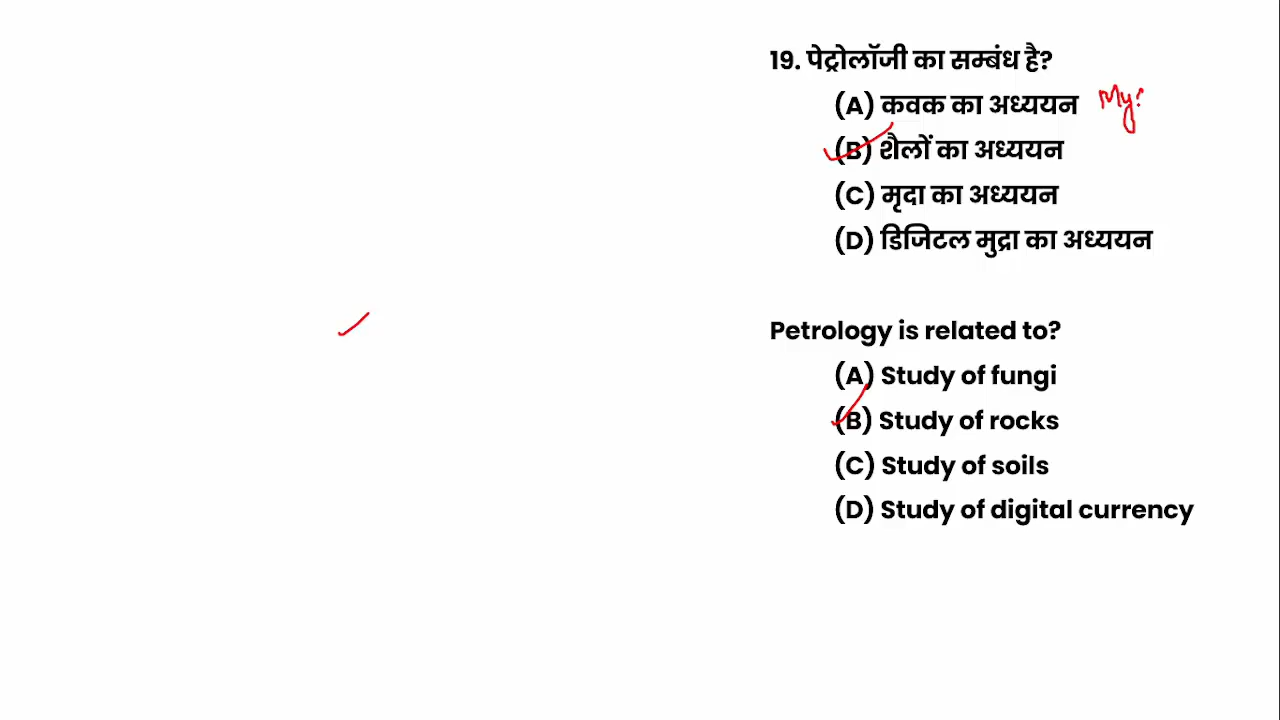 19. पेट्रोलॉजी का सम्बंध है?
(A) कवक का अध्ययन
(B) शैलों का अध्ययन
(C) मृदा का अध्ययन
(D) डिजिटल मुद्रा का अध्ययन
Petrology is related to?
(A) Study of fungi
(B) Study of rocks
(C) Study of soils
(D) Study of digital currency